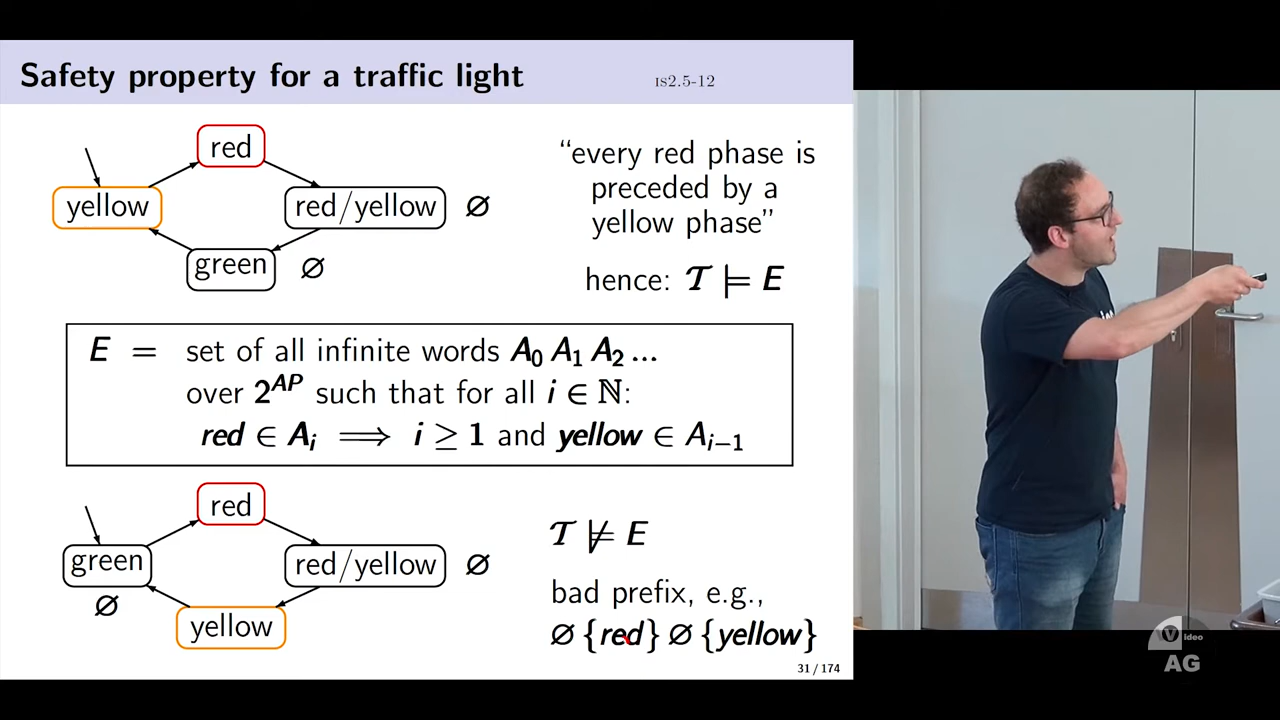 Safety property for a traffic light
IS2.5-12
red
yellow
red/yellow ∅
green ∅
“every red phase is
preceded by a
yellow phase”
hence: 𝒯 ⊨ E
E = set of all infinite words A₀ A₁ A₂ ...
over 2^AP such that for all i ∈ ℕ:
red ∈ Aᵢ ⟹ i ≥ 1 and yellow ∈ Aᵢ₋₁
red
green
∅
red/yellow ∅
yellow
𝒯 ⊭ E
bad prefix, e.g.,
∅ {red} ∅ {yellow}
31 / 174
Video
AG